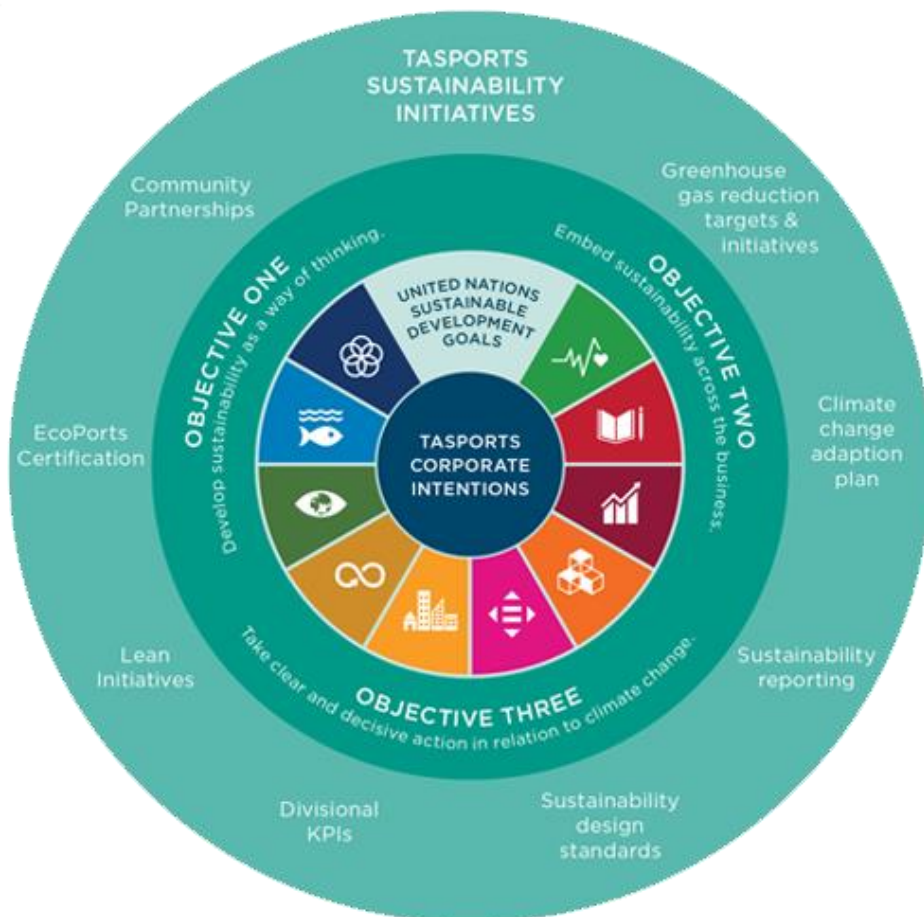 TASPORTS
SUSTAINABILITY
INITIATIVES
Community
Partnerships
Greenhouse
gas reduction
targets &
initiatives
OBJECTIVE ONE
Develop sustainability as a way of thinking.
OBJECTIVE TWO
Embed sustainability across the business.
UNITED NATIONS
SUSTAINABLE
DEVELOPMENT
GOALS
EcoPorts
Certification
TASPORTS
CORPORATE
INTENTIONS
Climate
change
adaption
plan
Lean
Initiatives
Sustainability
reporting
OBJECTIVE THREE
Take clear and decisive action in relation to climate change.
Divisional
KPIs
Sustainability
design
standards